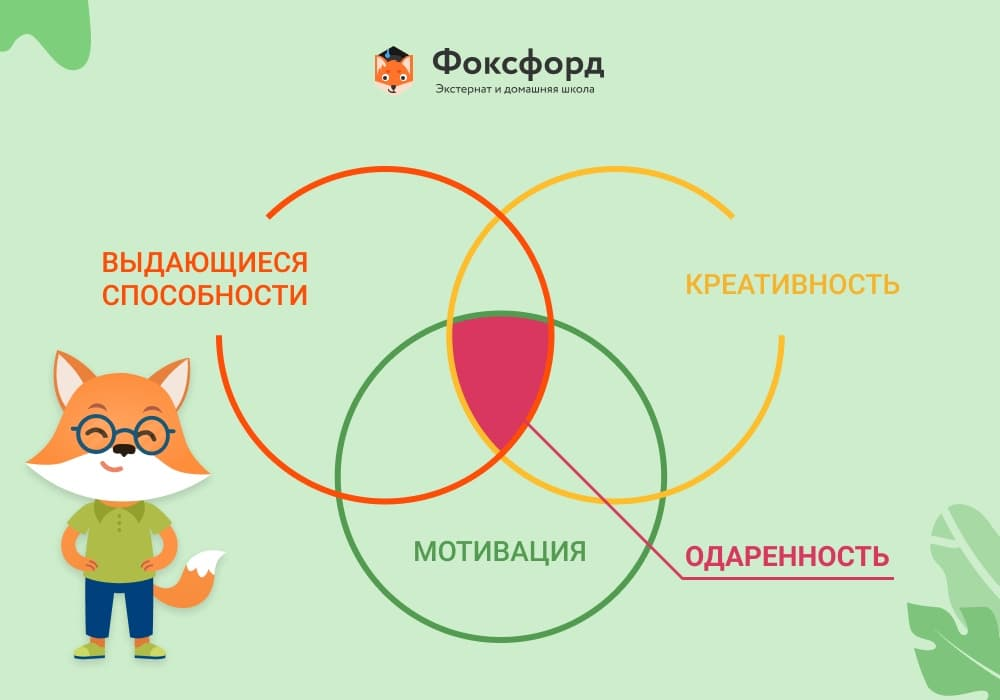 Фоксфорд
Экстернат и домашняя школа
ВЫДАЮЩИЕСЯ
СПОСОБНОСТИ
КРЕАТИВНОСТЬ
МОТИВАЦИЯ
ОДАРЕННОСТЬ